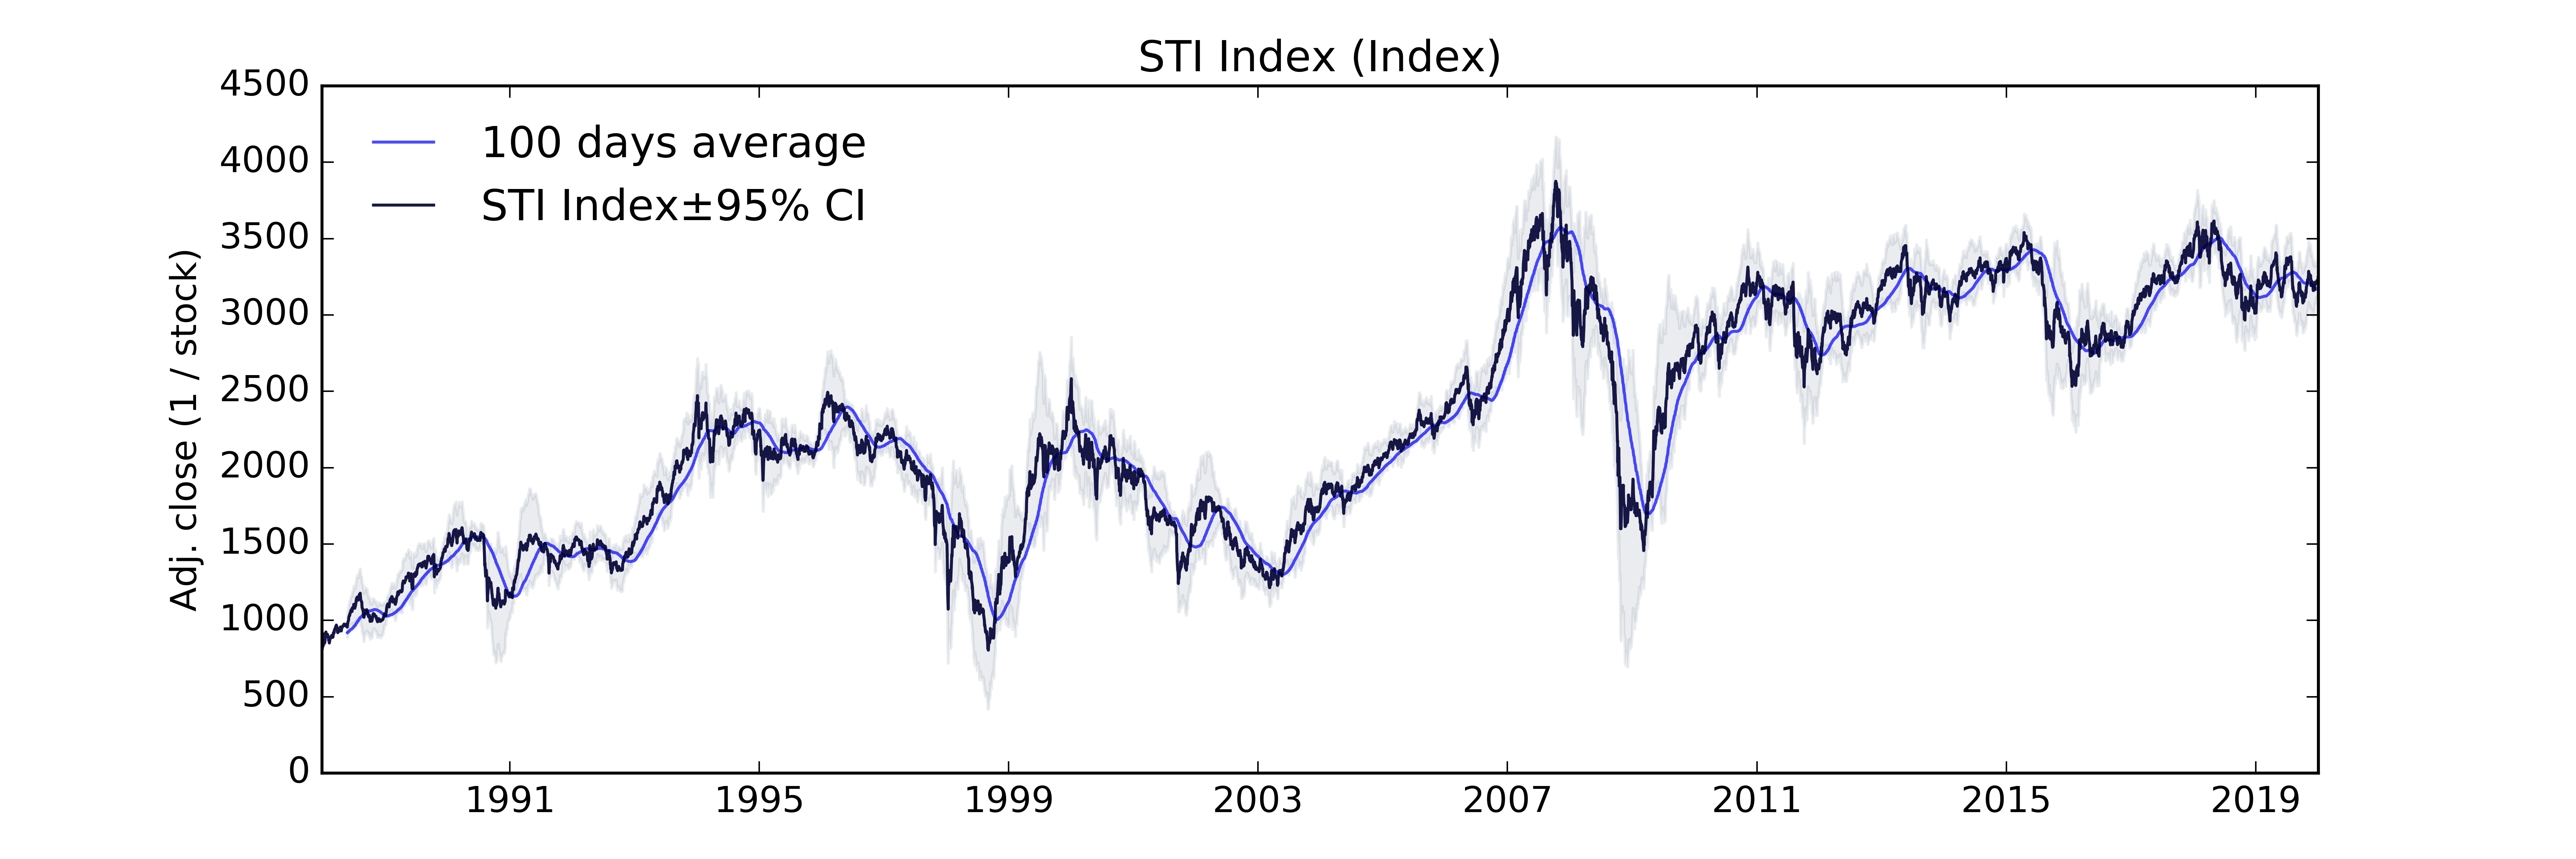 STI Index (Index)
4500
4000
3500
3000
2500
2000
1500
1000
500
0
Adj. close (1 / stock)
100 days average
STI Index±95% CI
1991 1995 1999 2003 2007 2011 2015 2019